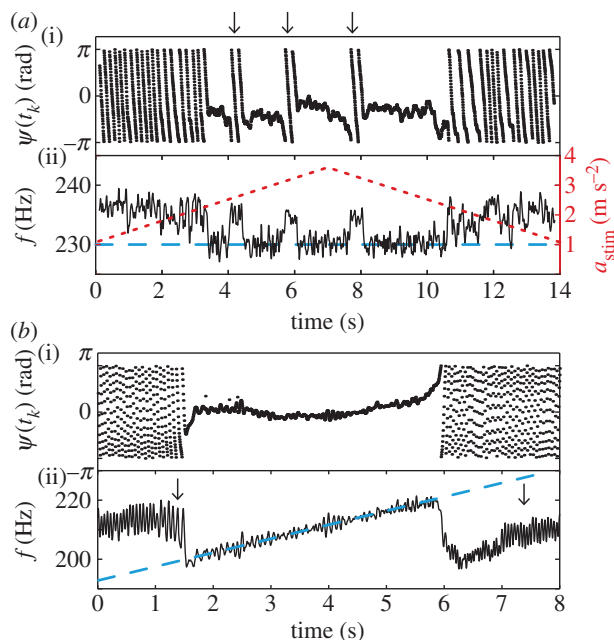 (a)
(i)
π
0
−π
ψ(t_k) (rad)
(ii)
240
230
220
f (Hz)
4
3
2
1
0
a_stim (m s⁻²)
0 2 4 6 8 10 12 14
time (s)
(b)
(i)
π
0
−π
ψ(t_k) (rad)
(ii)
220
200
f (Hz)
0 1 2 3 4 5 6 7 8
time (s)